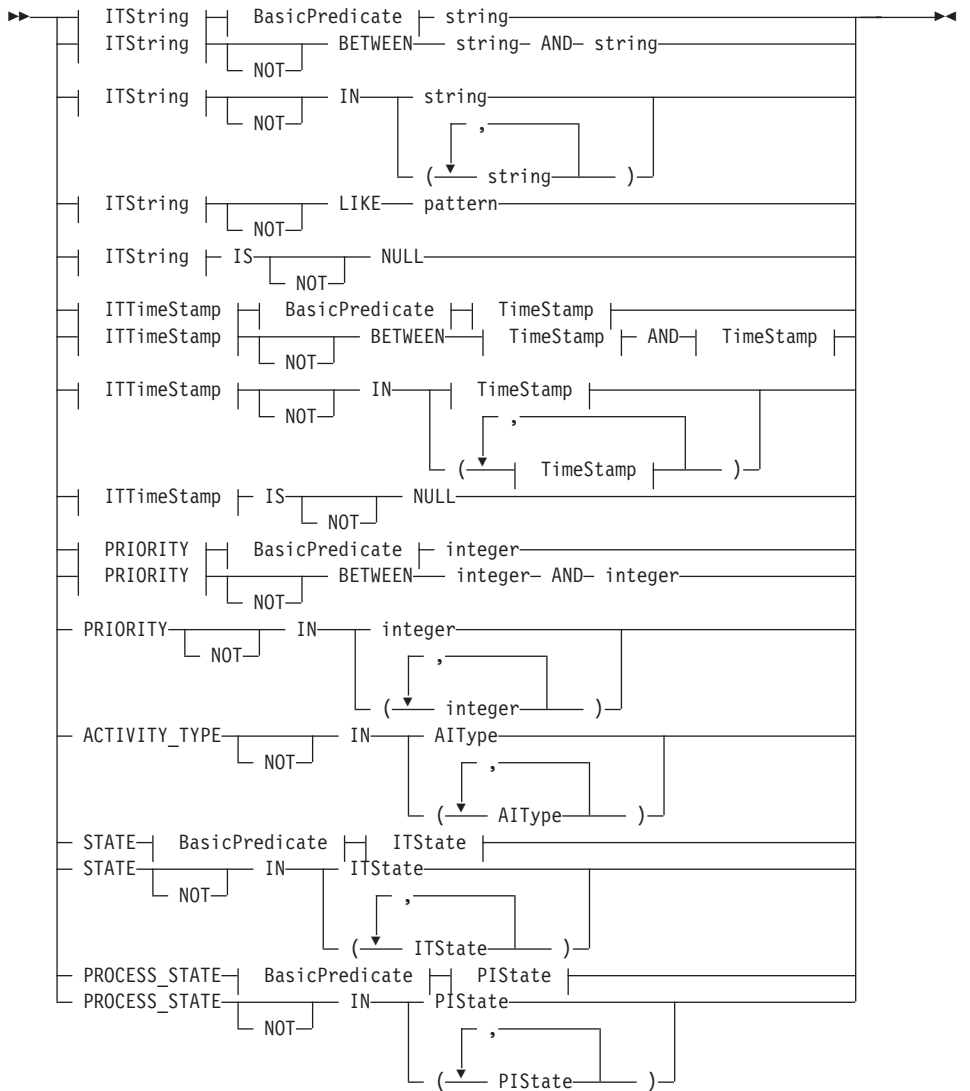 ITString BasicPredicate string
ITString BETWEEN string AND string
NOT
ITString IN string
NOT ,
( string )
ITString LIKE pattern
NOT
ITString IS NULL
NOT
ITTimeStamp BasicPredicate TimeStamp
ITTimeStamp BETWEEN TimeStamp AND TimeStamp
NOT
ITTimeStamp IN TimeStamp
NOT ,
( TimeStamp )
ITTimeStamp IS NULL
NOT
PRIORITY BasicPredicate integer
PRIORITY BETWEEN integer AND integer
NOT
PRIORITY IN integer
NOT ,
( integer )
ACTIVITY_TYPE IN AIType
NOT ,
( AIType )
STATE BasicPredicate ITState
STATE IN ITState
NOT ,
( ITState )
PROCESS_STATE BasicPredicate PIState
PROCESS_STATE IN PIState
NOT ,
( PIState )